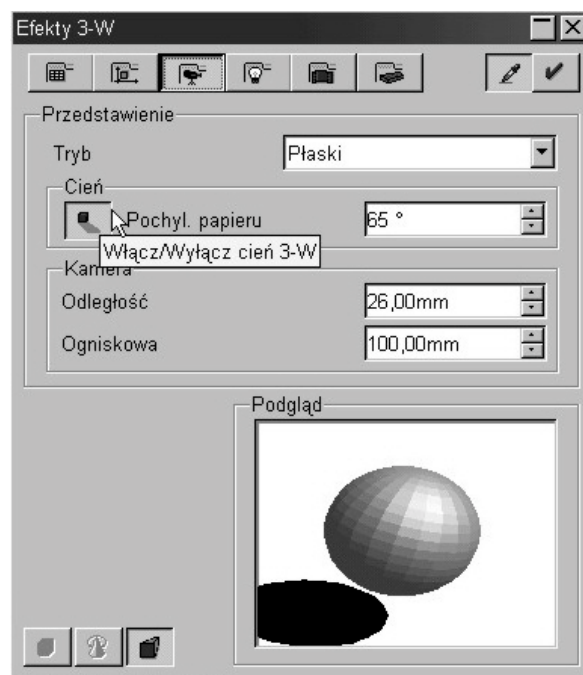 Efekty 3-W
Przedstawienie
Tryb Płaski
Cień
Pochyl. papieru 65 °
Włącz/Wyłącz cień 3-W
Kamera
Odległość 26,00mm
Ogniskowa 100,00mm
Podgląd